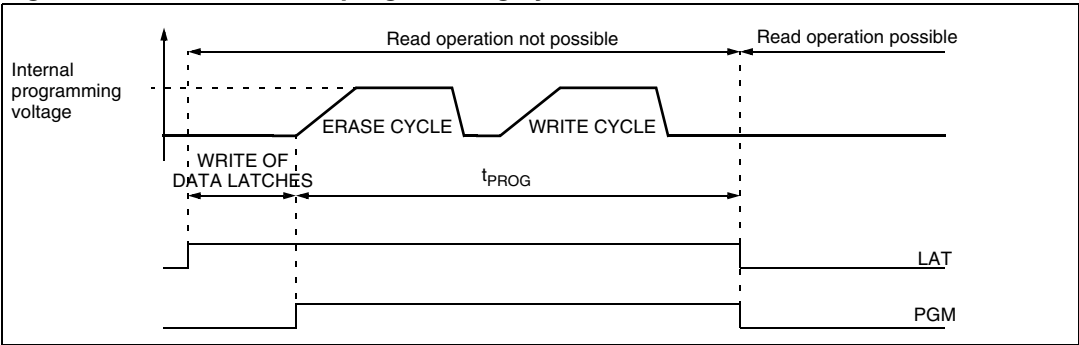 Read operation not possible
Read operation possible
Internal
programming
voltage
ERASE CYCLE
WRITE CYCLE
WRITE OF
DATA LATCHES
tPROG
LAT
PGM